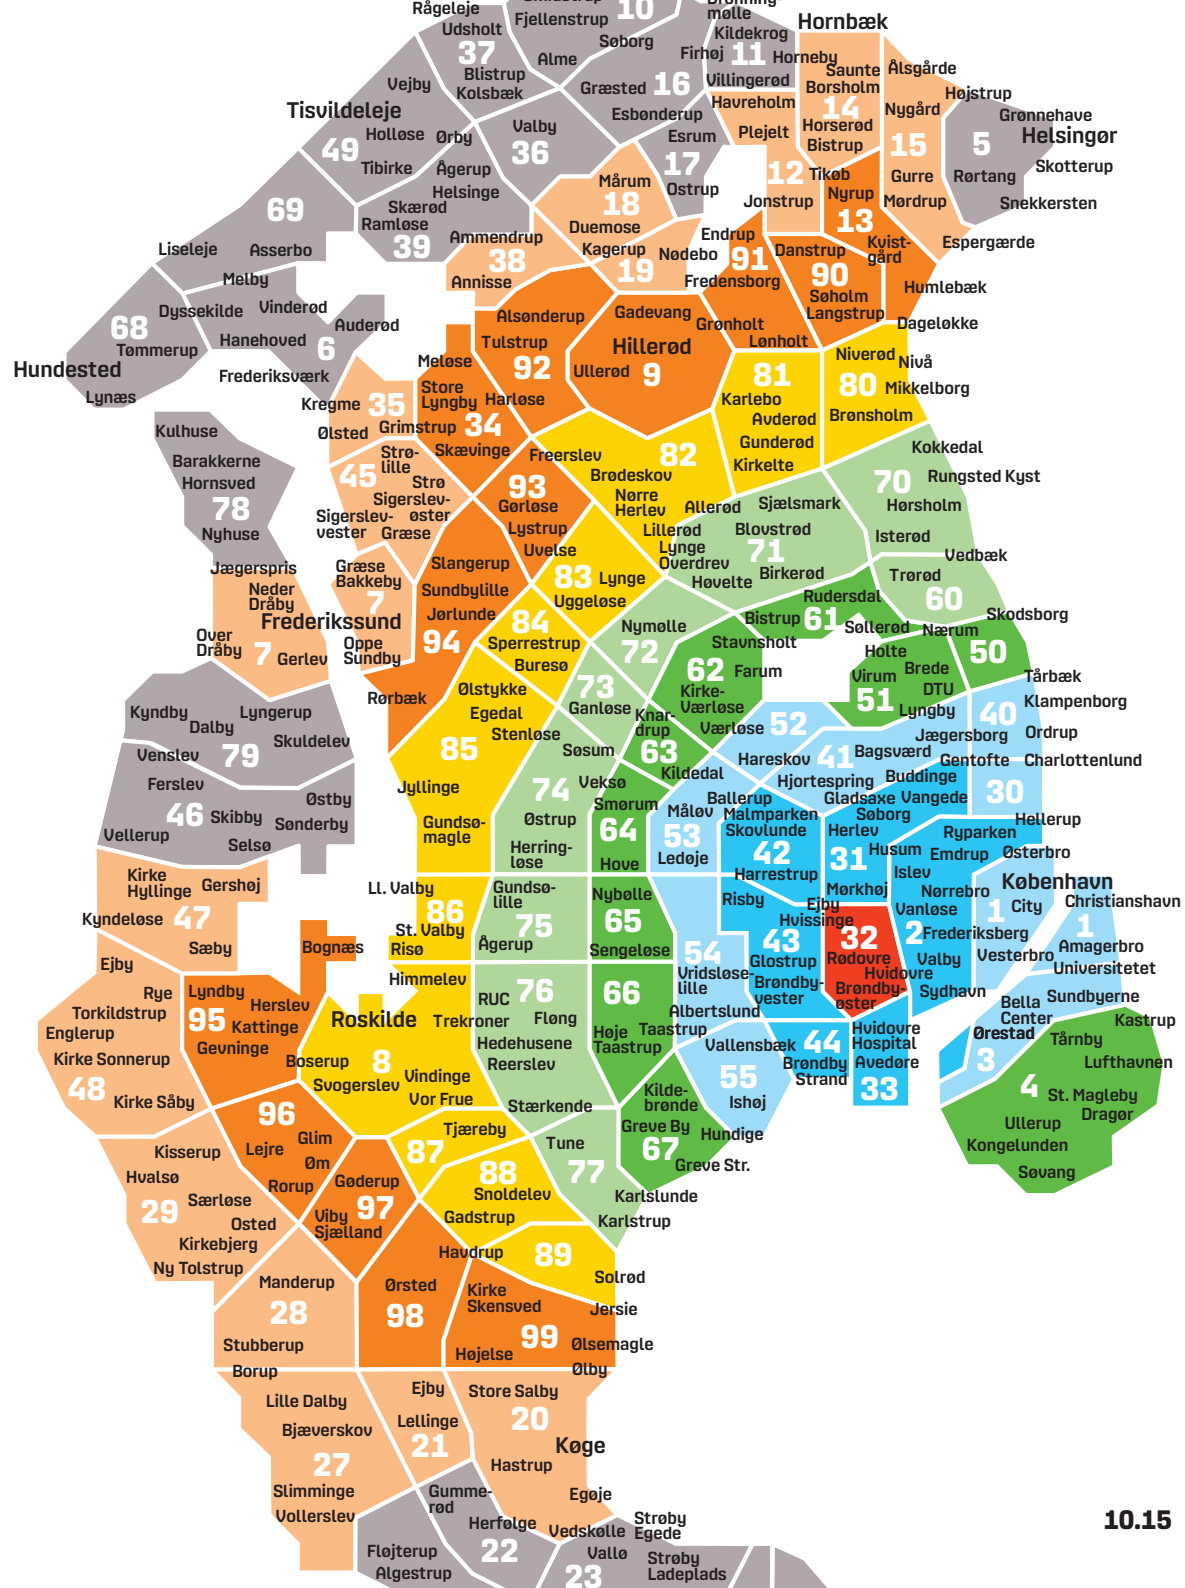 Rågeleje
Fjellenstrup
10
mølle
Hornbæk
Udsholt
37
Søborg
Kildekrog
Firhøj
11
Horneby
Alme
Saunte
Ålsgårde
Blistrup
Kolsbæk
Vejby
Græsted
16
Villingerød
Borsholm
14
Højstrup
Tisvildeleje
Esbønderup
Havreholm
Nygård
Grønnehave
Holløse
Ørby
Valby
36
Esrum
Plejelt
Horserød
Bistrup
15
5
Helsingør
49
Tibirke
Ågerup
17
12
Tikøb
Gurre
Rørtang
Skotterup
Helsinge
Mårum
18
Ostrup
Jonstrup
Nyrup
13
Mørdrup
Snekkersten
69
Skærød
Ramløse
39
Duemose
Ammendrup
38
Kagerup
19
Nødebo
Endrup
91
Danstrup
Kvist-
gård
Espergærde
Liseleje
Asserbo
Annisse
Fredensborg
90
Søholm
Langstrup
Humlebæk
Melby
Dyssekilde
Vinderød
68
Tømmerup
Hanehoved
6
Auderød
Alsønderup
Gadevang
Grønholt
Dageløkke
Hundested
Tulstrup
Hillerød
Lønholt
Niverød
Nivå
Lynæs
Frederiksværk
Meløse
92
Ullerød
9
81
80
Mikkelborg
Kregme
35
Store
Lyngby
Harløse
Karlebo
Brønsholm
Ølsted
Grimstrup
34
Avderød
Kulhuse
Skævinge
Freerslev
82
Gunderød
Kirkelte
Kokkedal
Barakkerne
Hornsved
78
Nyhuse
45
Strø-
lille
Strø
Sigerslev-
øster
Sigerslev-
vester
Græse
93
Gørløse
Brødeskov
Nørre
Herlev
Allerød
Sjælsmark
70
Rungsted Kyst
Hørsholm
Lystrup
Lillerød
Blovstrød
Isterød
Jægerspris
Græse
Bakkeby
7
Slangerup
Uvelse
Lynge
Overdrev
71
Vedbæk
Neder
Dråby
Sundbylille
83
Lynge
Høvelte
Birkerød
Trørød
60
Frederikssund
Jørlunde
Uggeløse
Rudersdal
Skodsborg
Over
Dråby
7
Gerlev
Oppe
Sundby
94
84
Sperrestrup
Nymølle
72
Bistrup
61
Søllerød
Nærum
50
Buresø
Stavnsholt
Holte
Rørbæk
Ølstykke
73
Ganløse
62
Kirke-
Værløse
Farum
Virum
51
Brede
DTU
Tårbæk
Kyndby
Lyngerup
Egedal
Stenløse
Knar-
drup
63
Værløse
52
Lyngby
40
Klampenborg
Dalby
Skuldelev
85
Søsum
Jægersborg
Ordrup
Venslev
79
Kildedal
Hareskov
41
Bagsværd
Gentofte
Charlottenlund
Ferslev
Østby
Jyllinge
74
Veksø
Hjortespring
Buddinge
30
46
Skibby
Sønderby
Smørum
Ballerup
Gladsaxe
Vangede
Vellerup
Selsø
Gundsø-
magle
Østrup
64
Måløv
53
Malmparken
Skovlunde
Søborg
Hellerup
Herring-
løse
Hove
Ledøje
42
Harrestrup
Herlev
31
Husum
Ryparken
Emdrup
Østerbro
Kirke
Hyllinge
Gershøj
Ll. Valby
Gundsø-
lille
Nybølle
Risby
Mørkhøj
Islev
Nørrebro
København
Kyndeløse
47
86
75
65
Ejby
Hvissinge
Vanløse
1
City
Christianshavn
St. Valby
Sæby
Bognæs
Risø
Ågerup
Sengeløse
54
43
Glostrup
32
Rødovre
2
Frederiksberg
1
Amagerbro
Ejby
Himmelev
Vridsløse-
lille
Brøndby-
vester
Hvidovre
Valby
Vesterbro
Universitetet
Rye
Lyndby
Herslev
76
RUC
66
Brøndby-
øster
Sydhavn
Bella
Center
Sundbyerne
Torkildstrup
95
Kattinge
Roskilde
Trekroner
Fløng
Albertslund
Kastrup
Englerup
Gevninge
Hedehusene
Høje
Taastrup
Taastrup
Vallensbæk
44
Hvidovre
Hospital
Ørestad
Tårnby
Kirke Sonnerup
Boserup
8
Reerslev
55
Brøndby
Strand
Avedøre
3
Lufthavnen
48
Svogerslev
Vindinge
33
4
St. Magleby
Kirke Såby
Vor Frue
Stærkende
Kilde-
brønde
Ishøj
Dragør
96
Glim
Tjæreby
Greve By
Hundige
Ullerup
Kisserup
Lejre
Øm
87
Tune
67
Kongelunden
Hvalsø
Rorup
Gøderup
88
77
Greve Str.
Søvang
Særløse
Snoldelev
Karlslunde
29
Osted
Viby
Sjælland
97
Gadstrup
Karlstrup
Kirkebjerg
Havdrup
89
Ny Tolstrup
Manderup
Ørsted
Solrød
28
98
Kirke
Skensved
Jersie
Stubberup
Højelse
99
Ølsemagle
Borup
Ølby
Lille Dalby
Ejby
Store Salby
Bjæverskov
Lellinge
20
27
21
Køge
Slimminge
Hastrup
Vollerslev
Gumme-
rød
Egøje
Herfølge
Vedskølle
Strøby
Egede
10.15
Fløjterup
22
Vallø
Strøby
Ladeplads
Algestrup
23